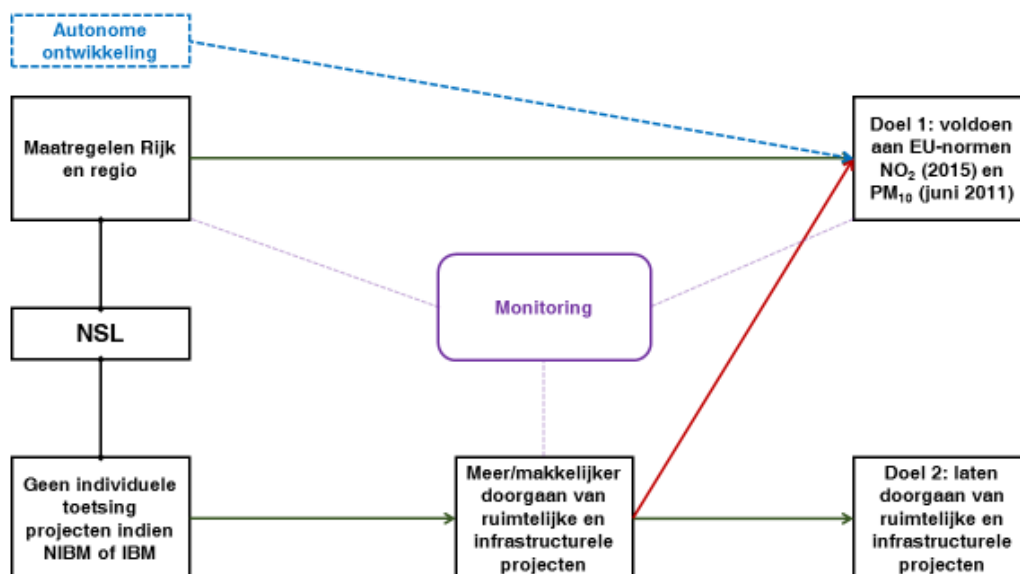 Autonome
ontwikkeling
Maatregelen Rijk
en regio
Doel 1: voldoen
aan EU-normen
NO₂ (2015) en
PM₁₀ (juni 2011)
Monitoring
NSL
Geen individuele
toetsing
projecten indien
NIBM of IBM
Meer/makkelijker
doorgaan van
ruimtelijke en
infrastructurele
projecten
Doel 2: laten
doorgaan van
ruimtelijke en
infrastructurele
projecten